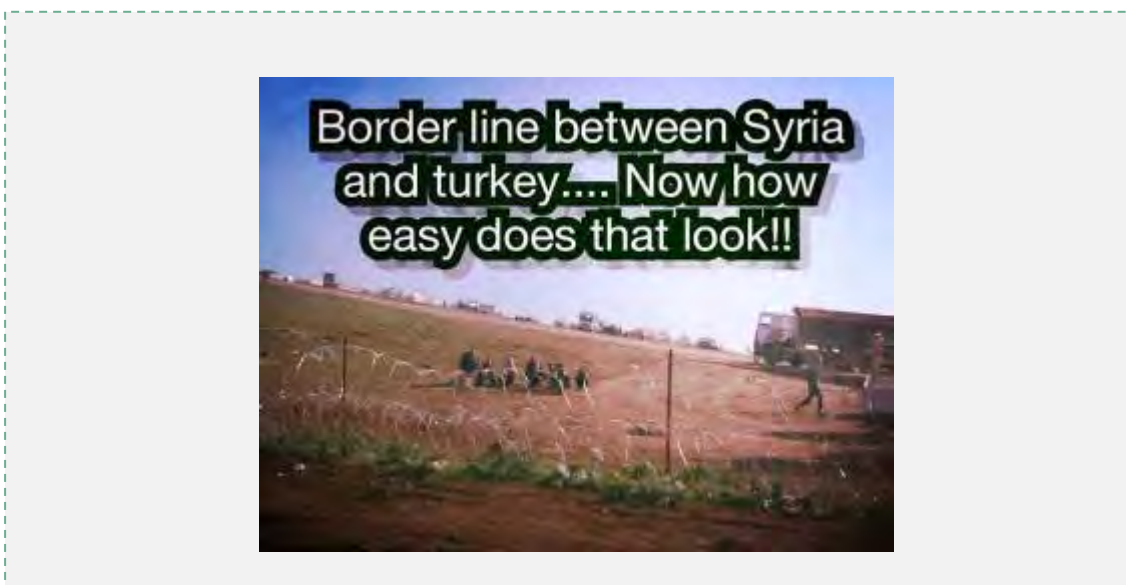 Border line between Syria
and turkey.... Now how
easy does that look!!